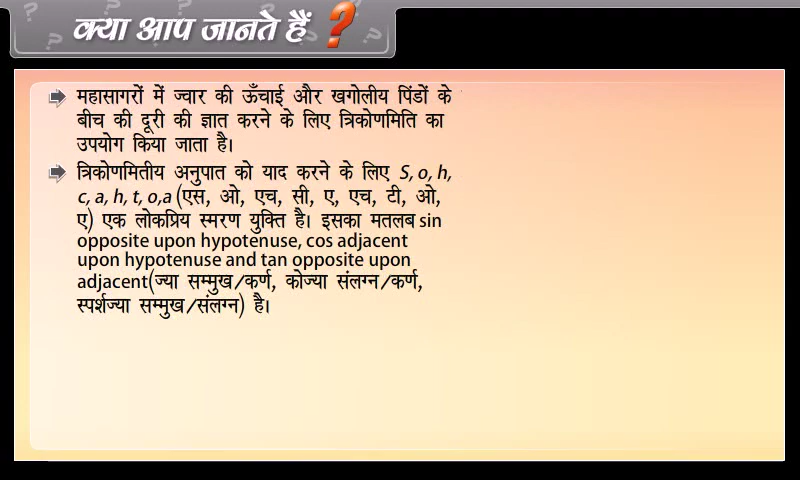 क्या आप जानते हैं ?
महासागरों में ज्वार की ऊँचाई और खगोलीय पिंडों के
बीच की दूरी की ज्ञात करने के लिए त्रिकोणमिति का
उपयोग किया जाता है।
त्रिकोणमितीय अनुपात को याद करने के लिए S, o, h,
c, a, h, t, o,a (एस, ओ, एच, सी, ए, एच, टी, ओ,
ए) एक लोकप्रिय स्मरण युक्ति है। इसका मतलब sin
opposite upon hypotenuse, cos adjacent
upon hypotenuse and tan opposite upon
adjacent(ज्या सम्मुख/कर्ण, कोज्या संलग्न/कर्ण,
स्पर्शज्या सम्मुख/संलग्न) है।